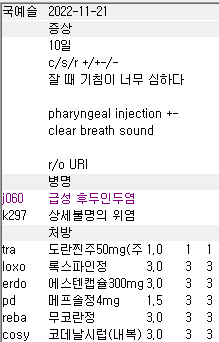 국예슬 2022-11-21
증상
10일
c/s/r +/+-/-
잘 때 기침이 너무 심하다
pharyngeal injection +-
clear breath sound
r/o URI
병명
j060 급성 후두인두염
k297 상세불명의 위염
처방
tra 도란찐주50mg(주 1.0 1 1
loxo 록스파인정 3.0 3 3
erdo 에스텐캡슐300mg 3.0 3 3
pd 메프솔정4mg 1.5 3 3
reba 무코란정 3.0 3 3
cosy 코데날시럽(내복) 3.0 3 3